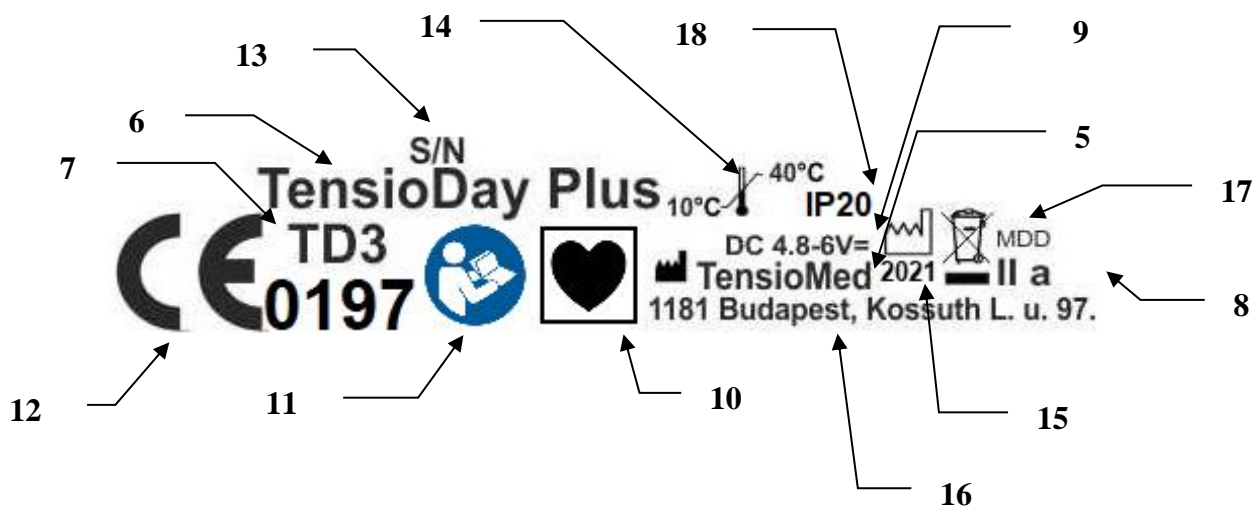 14
18
9
13
6
5
7
17
S/N
TensioDay Plus
10°C
40°C
IP20
CE
TD3
0197
DC 4.8-6V=
TensioMed
2021
MDD
II a
1181 Budapest, Kossuth L. u. 97.
8
12
11
10
15
16